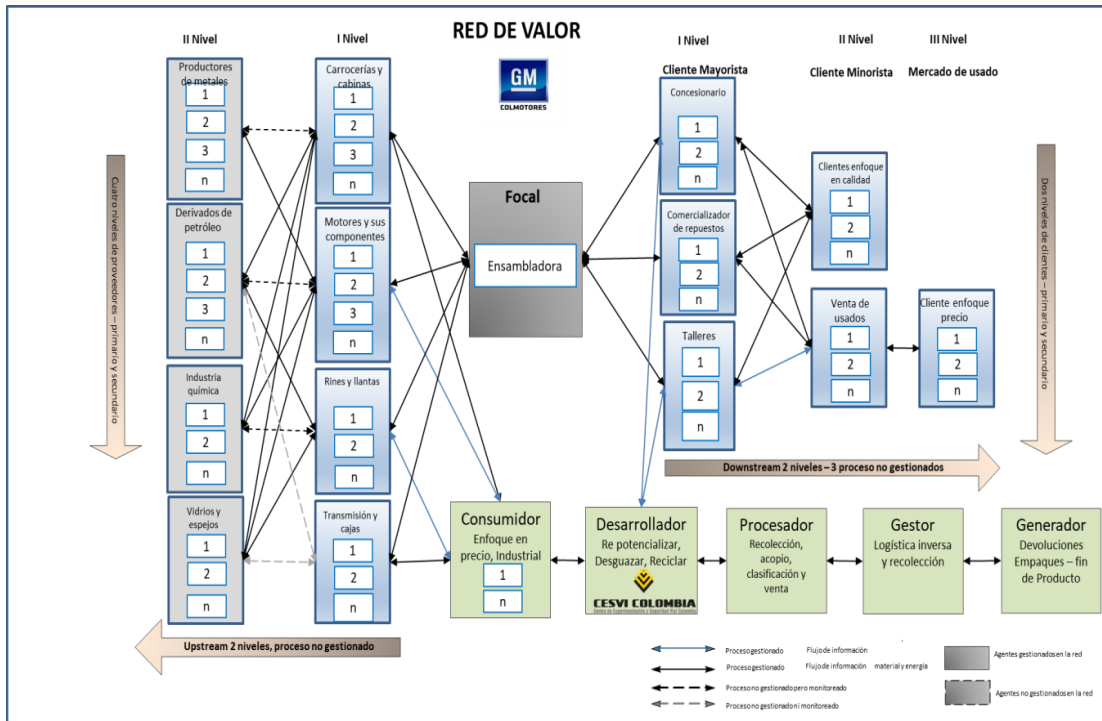 RED DE VALOR
GM
COLMOTORES
II Nivel
I Nivel
I Nivel
II Nivel
III Nivel
Cliente Mayorista
Cliente Minorista
Mercado de usado
Cuatro niveles de proveedores – primario y secundario
Productores
de metales
1
2
3
n
Derivados de
petróleo
1
2
3
n
Industria
química
1
2
n
Vidrios y
espejos
1
2
n
Carrocerías y
cabinas
1
2
3
n
Motores y sus
componentes
1
2
3
n
Rines y llantas
1
2
n
Transmisión y
cajas
1
2
n
Focal
Ensambladora
Concesionario
1
2
n
Comercializador
de repuestos
1
2
n
Talleres
1
2
n
Clientes enfoque
en calidad
1
2
n
Venta de
usados
1
2
n
Cliente enfoque
precio
1
2
n
Dos niveles de clientes – primario y
secundario
Downstream 2 niveles – 3 proceso no gestionados
Consumidor
Enfoque en
precio, Industrial
1
n
Desarrollador
Re potencializar,
Desguazar, Reciclar
CESVI COLOMBIA
Centro de Experimentación y Seguridad Vial Colombia
Procesador
Recolección,
acopio,
clasificación y
venta
Gestor
Logística inversa
y recolección
Generador
Devoluciones
Empaques – fin
de Producto
Upstream 2 niveles, proceso no gestionado
Proceso gestionado Flujo de información
Proceso gestionado Flujo de información material y energía
Proceso no gestionado pero monitoreado
Proceso no gestionado ni monitoreado
Agentes gestionados en la red
Agentes no gestionados en la red